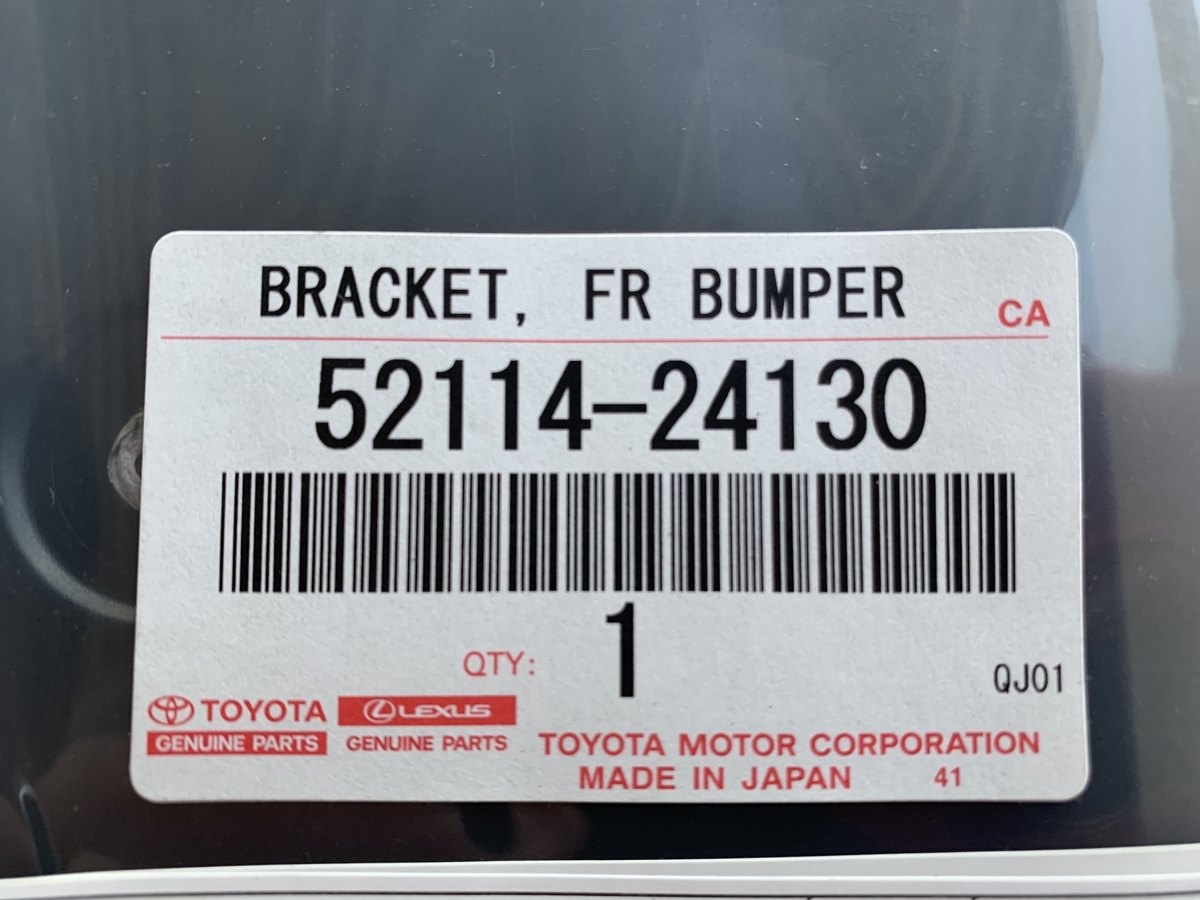 BRACKET, FR BUMPER CA
52114-24130
QTY: 1
QJ01
TOYOTA LEXUS
GENUINE PARTS GENUINE PARTS
TOYOTA MOTOR CORPORATION
MADE IN JAPAN 41